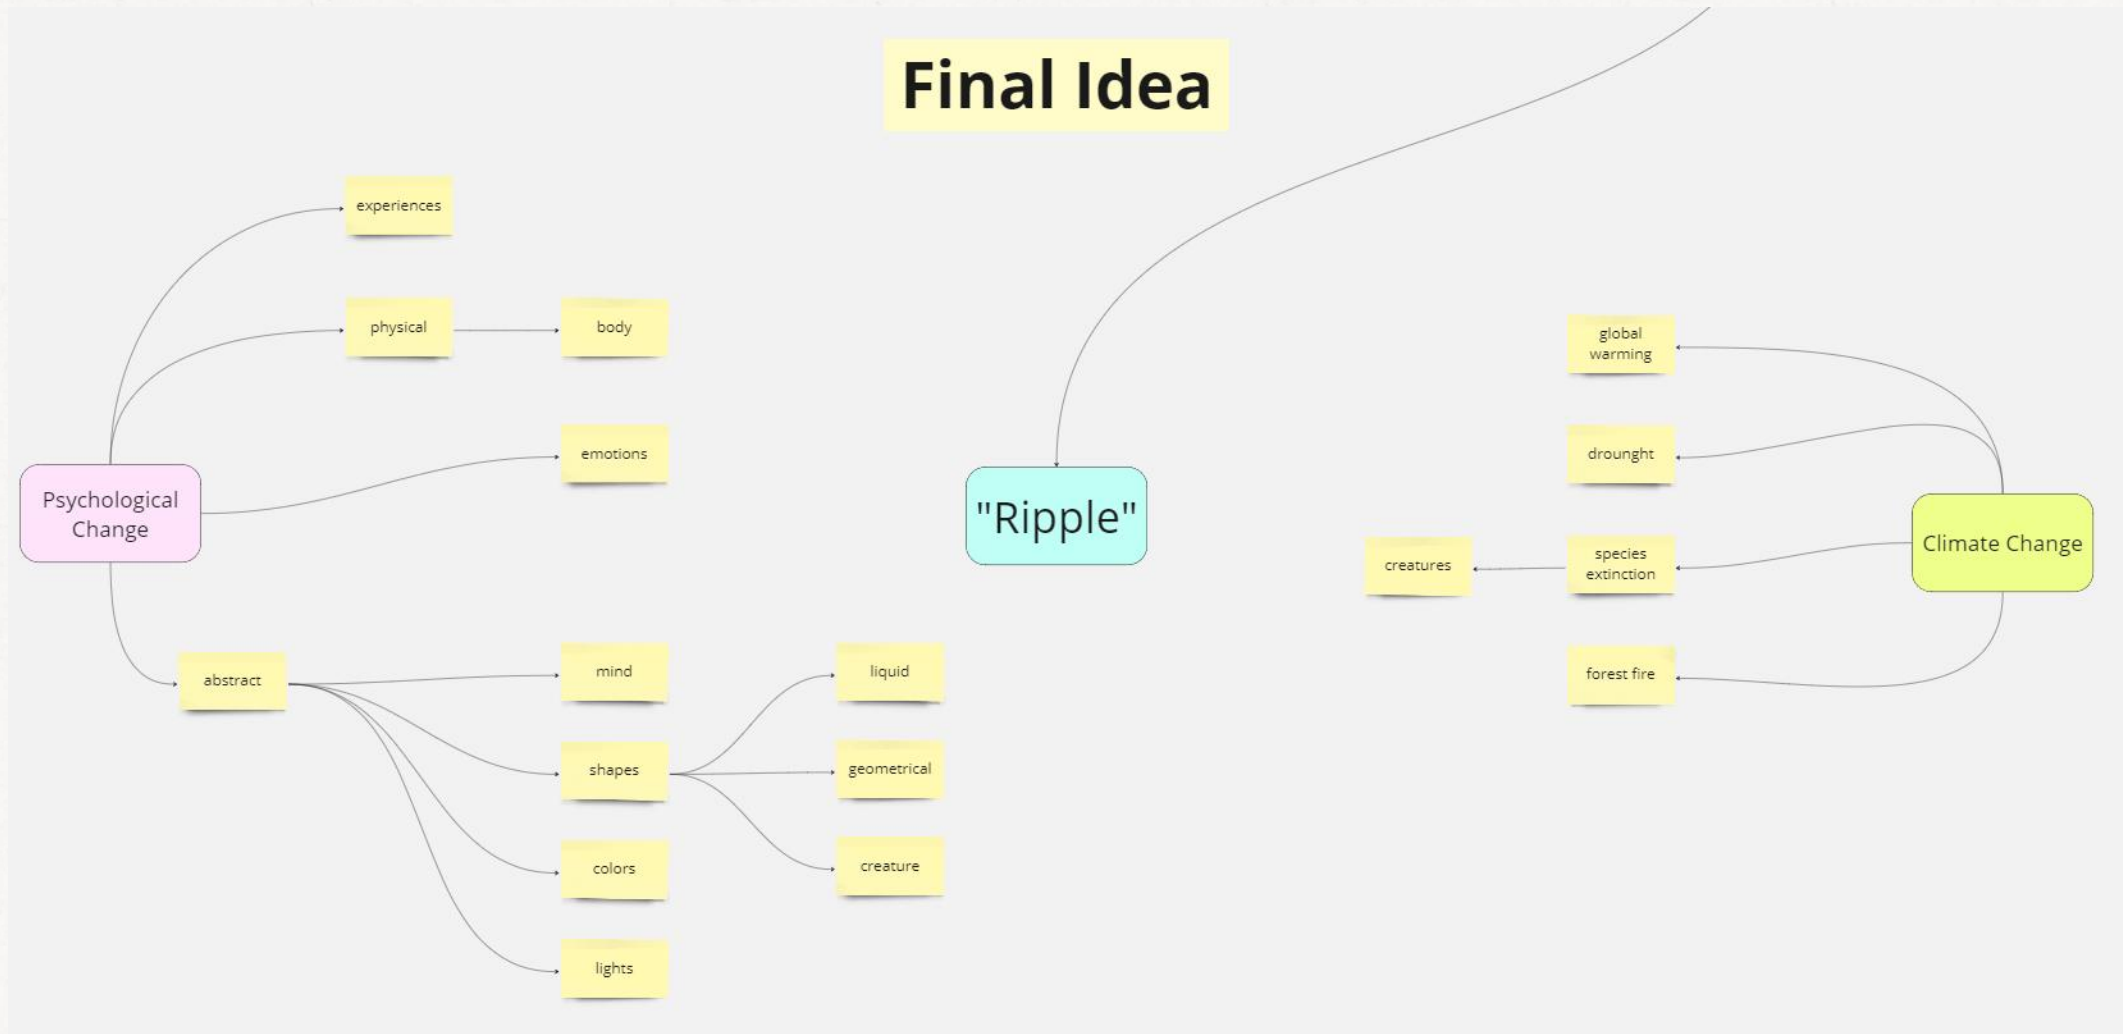 Final Idea
experiences
physical
body
emotions
Psychological
Change
abstract
mind
shapes
colors
lights
liquid
geometrical
creature
"Ripple"
global
warming
drounght
creatures
species
extinction
forest fire
Climate Change